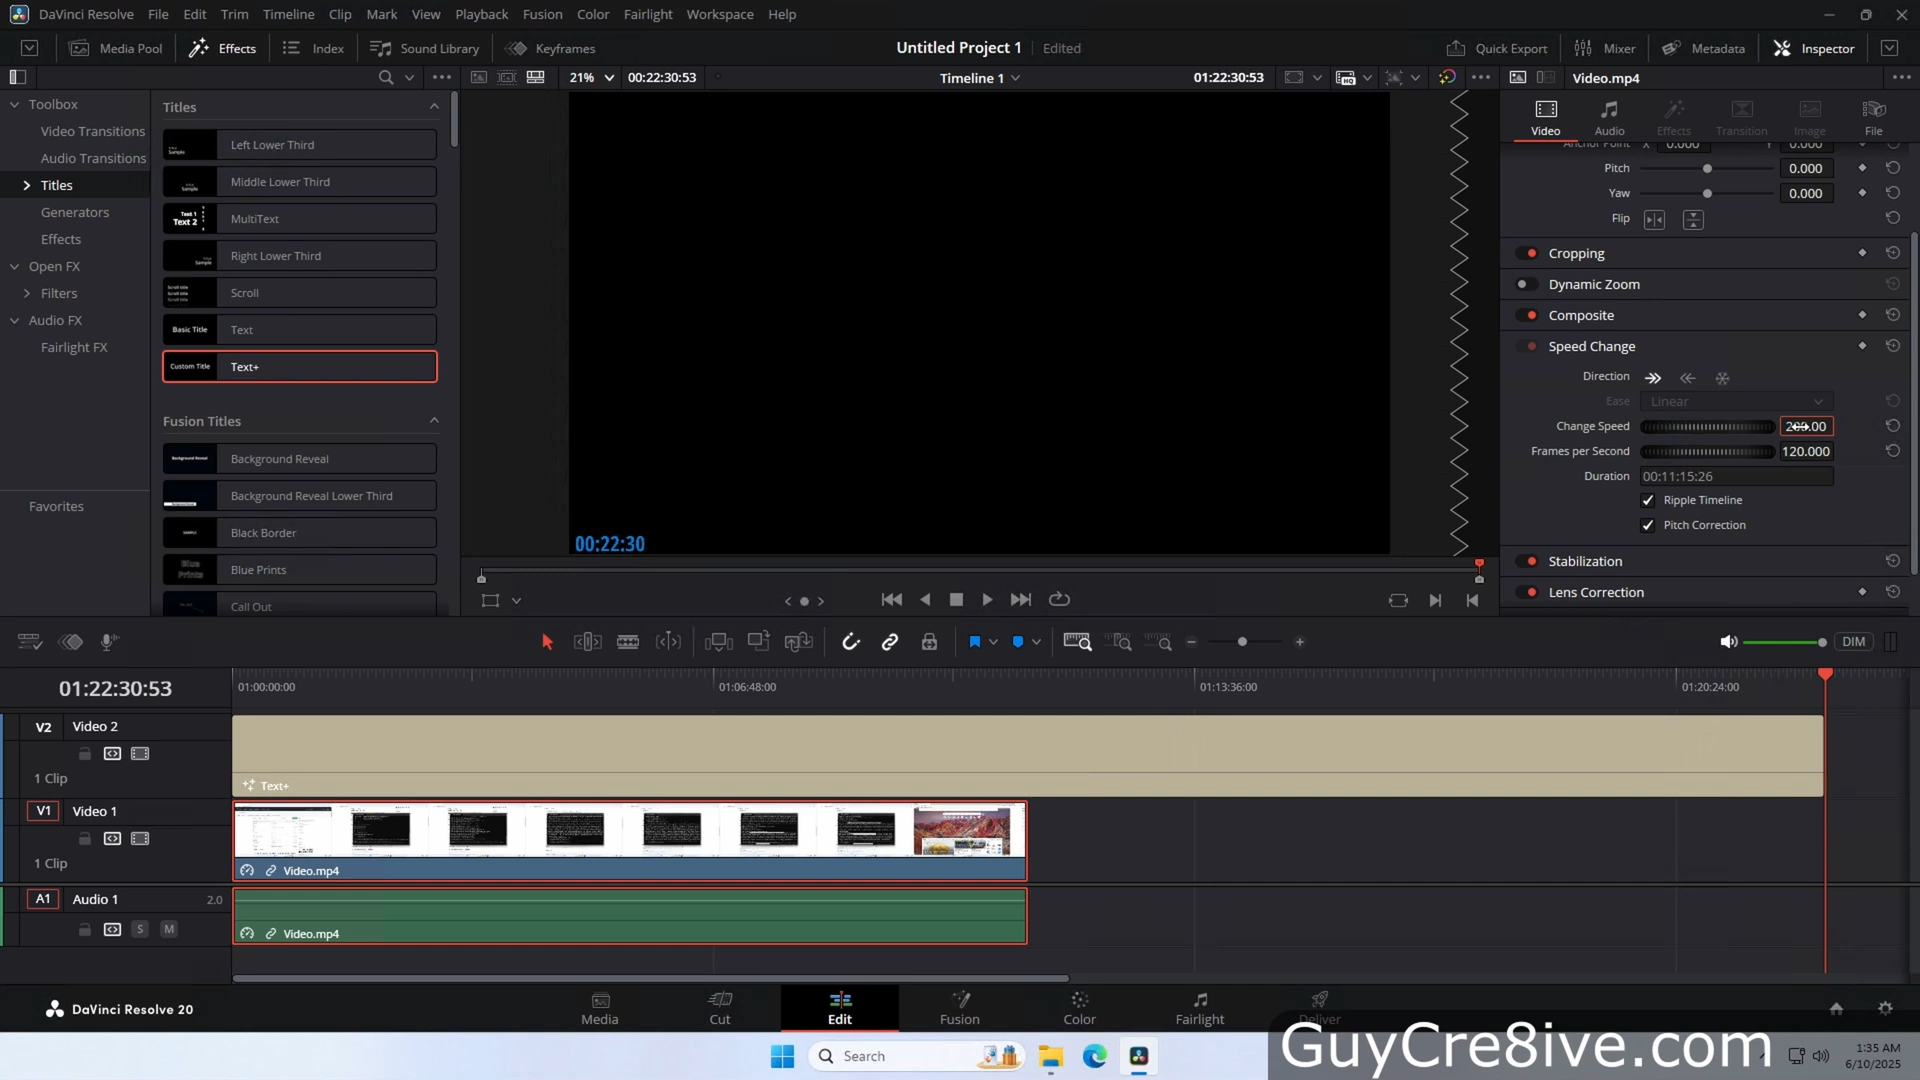 DaVinci Resolve File Edit Trim Timeline Clip Mark View Playback Fusion Color Fairlight Workspace Help
Media Pool Effects Index Sound Library Keyframes Untitled Project 1 Edited Quick Export Mixer Metadata Inspector
21% 00:22:30:53 Timeline 1 01:22:30:53 Video.mp4
Toolbox
Video Transitions
Audio Transitions
Titles
Generators
Effects
Open FX
Filters
Audio FX
Fairlight FX
Favorites
Titles
Left Lower Third
Middle Lower Third
Text 1
Text 2
MultiText
Right Lower Third
Scroll
Basic Title Text
Custom Title Text+
Fusion Titles
Background Reveal
Background Reveal Lower Third
Black Border
Blue Prints
Call Out
00:22:30
Video Audio Effects Transition Image File
Anchor Point X 0.000 Y 0.000
Pitch 0.000
Yaw 0.000
Flip
Cropping
Dynamic Zoom
Composite
Speed Change
Direction
Ease Linear
Change Speed
Frames per Second 120.000
Duration 00:11:15:26
Ripple Timeline
Pitch Correction
Stabilization
Lens Correction
DIM
01:22:30:53 01:00:00:00 01:06:48:00 01:13:36:00 01:20:24:00
V2 Video 2
1 Clip
Text+
V1 Video 1
1 Clip
Video.mp4
A1 Audio 1 2.0
S M
Video.mp4
DaVinci Resolve 20
Media Cut Edit Fusion Color Fairlight Deliver
GuyCre8ive.com
Search
1:35 AM
6/10/2025